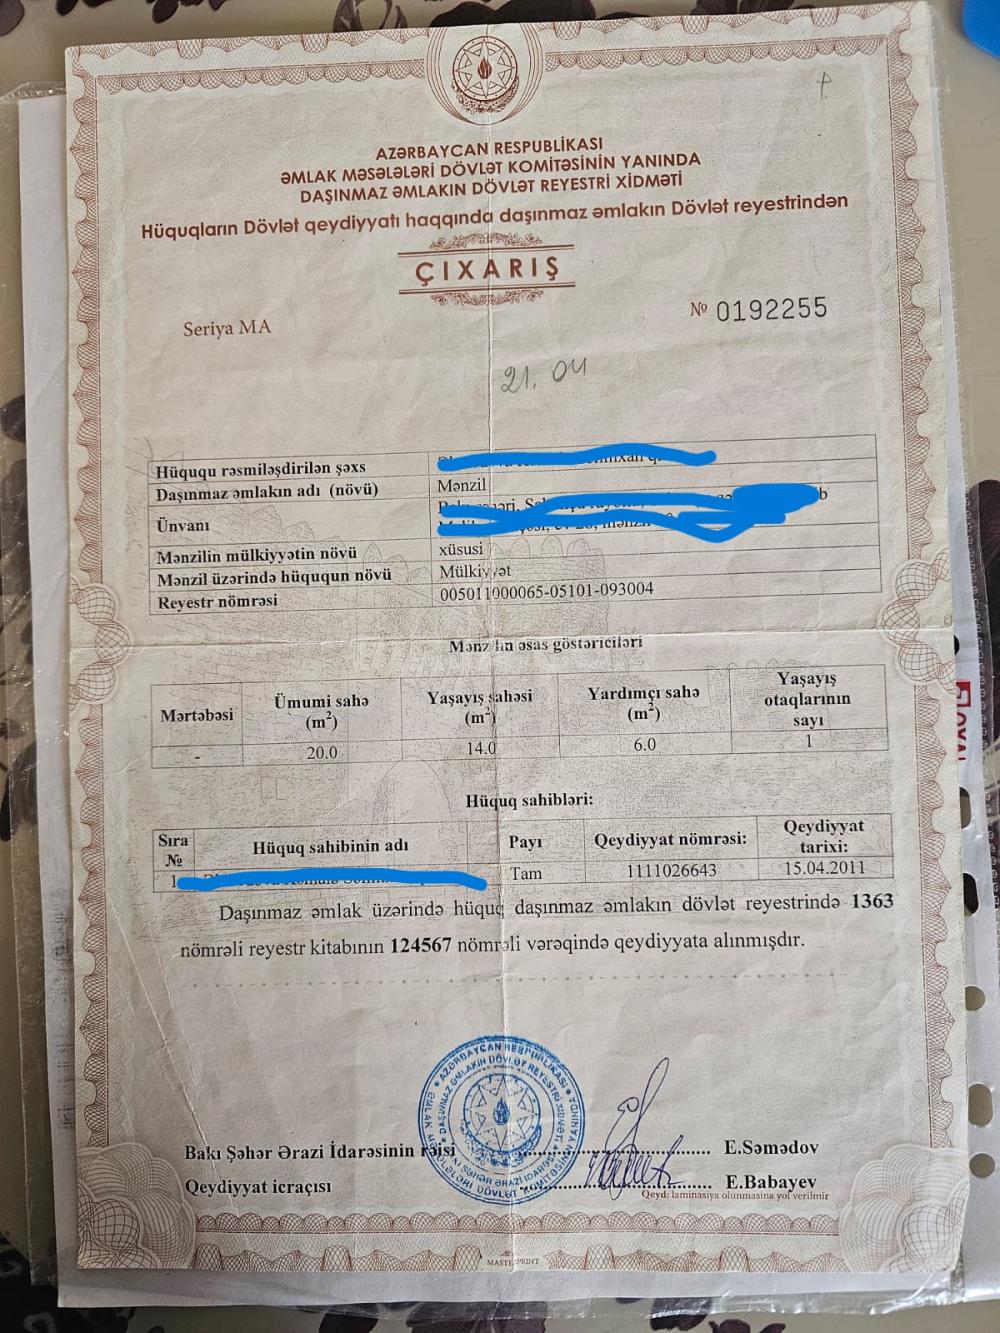 AZƏRBAYCAN RESPUBLİKASI
ƏMLAK MƏSƏLƏLƏRİ DÖVLƏT KOMİTƏSİNİN YANINDA
DAŞINMAZ ƏMLAKIN DÖVLƏT REYESTRİ XİDMƏTİ
Hüquqların Dövlət qeydiyyatı haqqında daşınmaz əmlakın Dövlət reyestrindən
ÇIXARIŞ
Seriya MA
№ 0192255
21. 04
Hüququ rəsmiləşdirilən şəxs
Daşınmaz əmlakın adı (növü) Mənzil
Ünvanı
Mənzilin mülkiyyətin növü xüsusi
Mənzil üzərində hüququn növü Mülkiyyət
Reyestr nömrəsi 005011000065-05101-093004
Mənzilin əsas göstəriciləri
Mərtəbəsi Ümumi sahə (m²) Yaşayış sahəsi (m²) Yardımçı sahə (m²) Yaşayış otaqlarının sayı
- 20.0 14.0 6.0 1
Hüquq sahibləri:
Sıra № Hüquq sahibinin adı Payı Qeydiyyat nömrəsi: Qeydiyyat tarixi:
1 Tam 1111026643 15.04.2011
Daşınmaz əmlak üzərində hüquq daşınmaz əmlakın dövlət reyestrində 1363
nömrəli reyestr kitabının 124567 nömrəli vərəqində qeydiyyata alınmışdır.
Bakı Şəhər Ərazi İdarəsinin rəisi E.Səmədov
Qeydiyyat icraçısı E.Babayev
Qeyd: laminasiya olunmasına yol verilmir